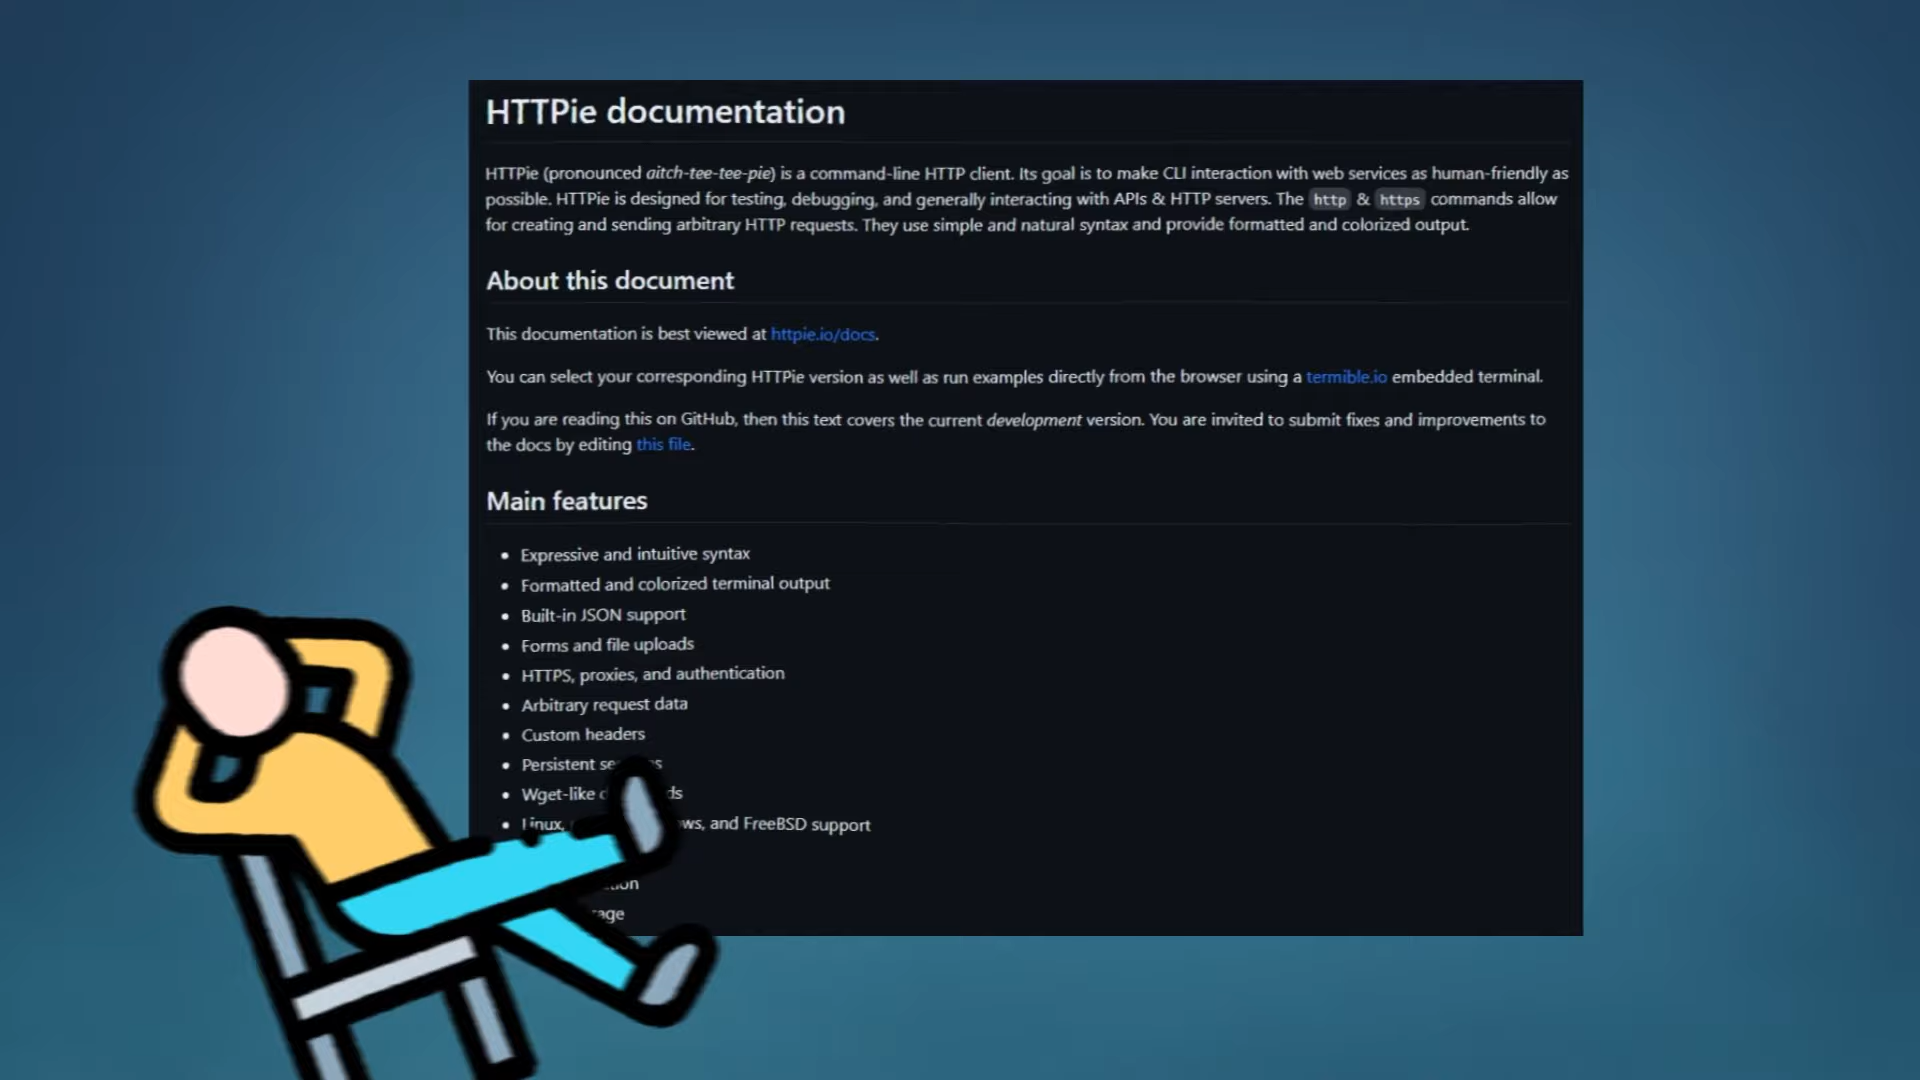 HTTPie documentation
HTTPie (pronounced aitch-tee-tee-pie) is a command-line HTTP client. Its goal is to make CLI interaction with web services as human-friendly as
possible. HTTPie is designed for testing, debugging, and generally interacting with APIs & HTTP servers. The http & https commands allow
for creating and sending arbitrary HTTP requests. They use simple and natural syntax and provide formatted and colorized output.
About this document
This documentation is best viewed at httpie.io/docs.
You can select your corresponding HTTPie version as well as run examples directly from the browser using a termible.io embedded terminal.
If you are reading this on GitHub, then this text covers the current development version. You are invited to submit fixes and improvements to
the docs by editing this file.
Main features
• Expressive and intuitive syntax
• Formatted and colorized terminal output
• Built-in JSON support
• Forms and file uploads
• HTTPS, proxies, and authentication
• Arbitrary request data
• Custom headers
• Persistent
• Wget-like
• Linux, and FreeBSD support